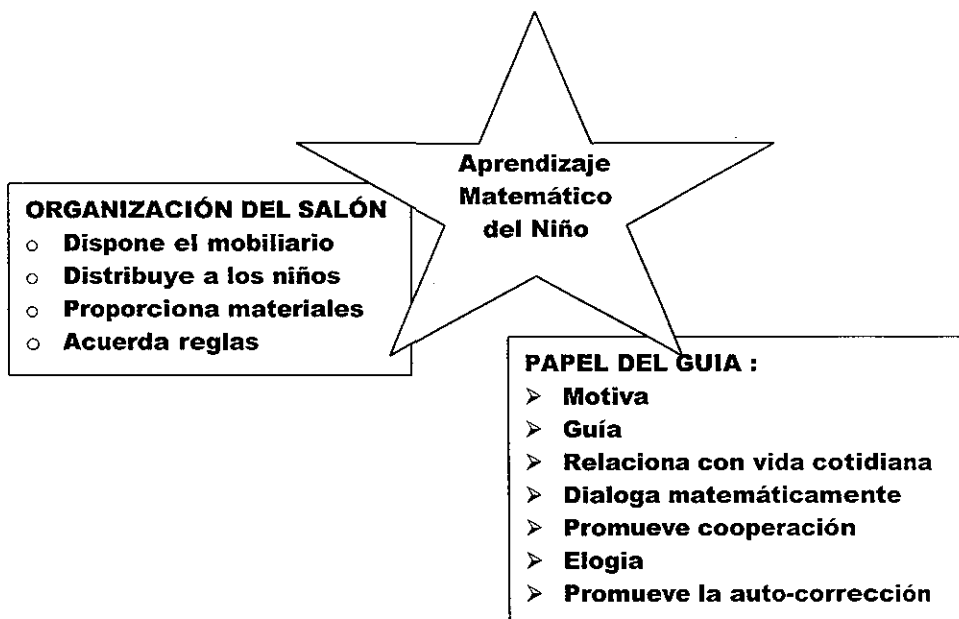 Aprendizaje
Matemático
del Niño
ORGANIZACIÓN DEL SALÓN
o Dispone el mobiliario
o Distribuye a los niños
o Proporciona materiales
o Acuerda reglas
PAPEL DEL GUIA :
➢ Motiva
➢ Guía
➢ Relaciona con vida cotidiana
➢ Dialoga matemáticamente
➢ Promueve cooperación
➢ Elogia
➢ Promueve la auto-corrección